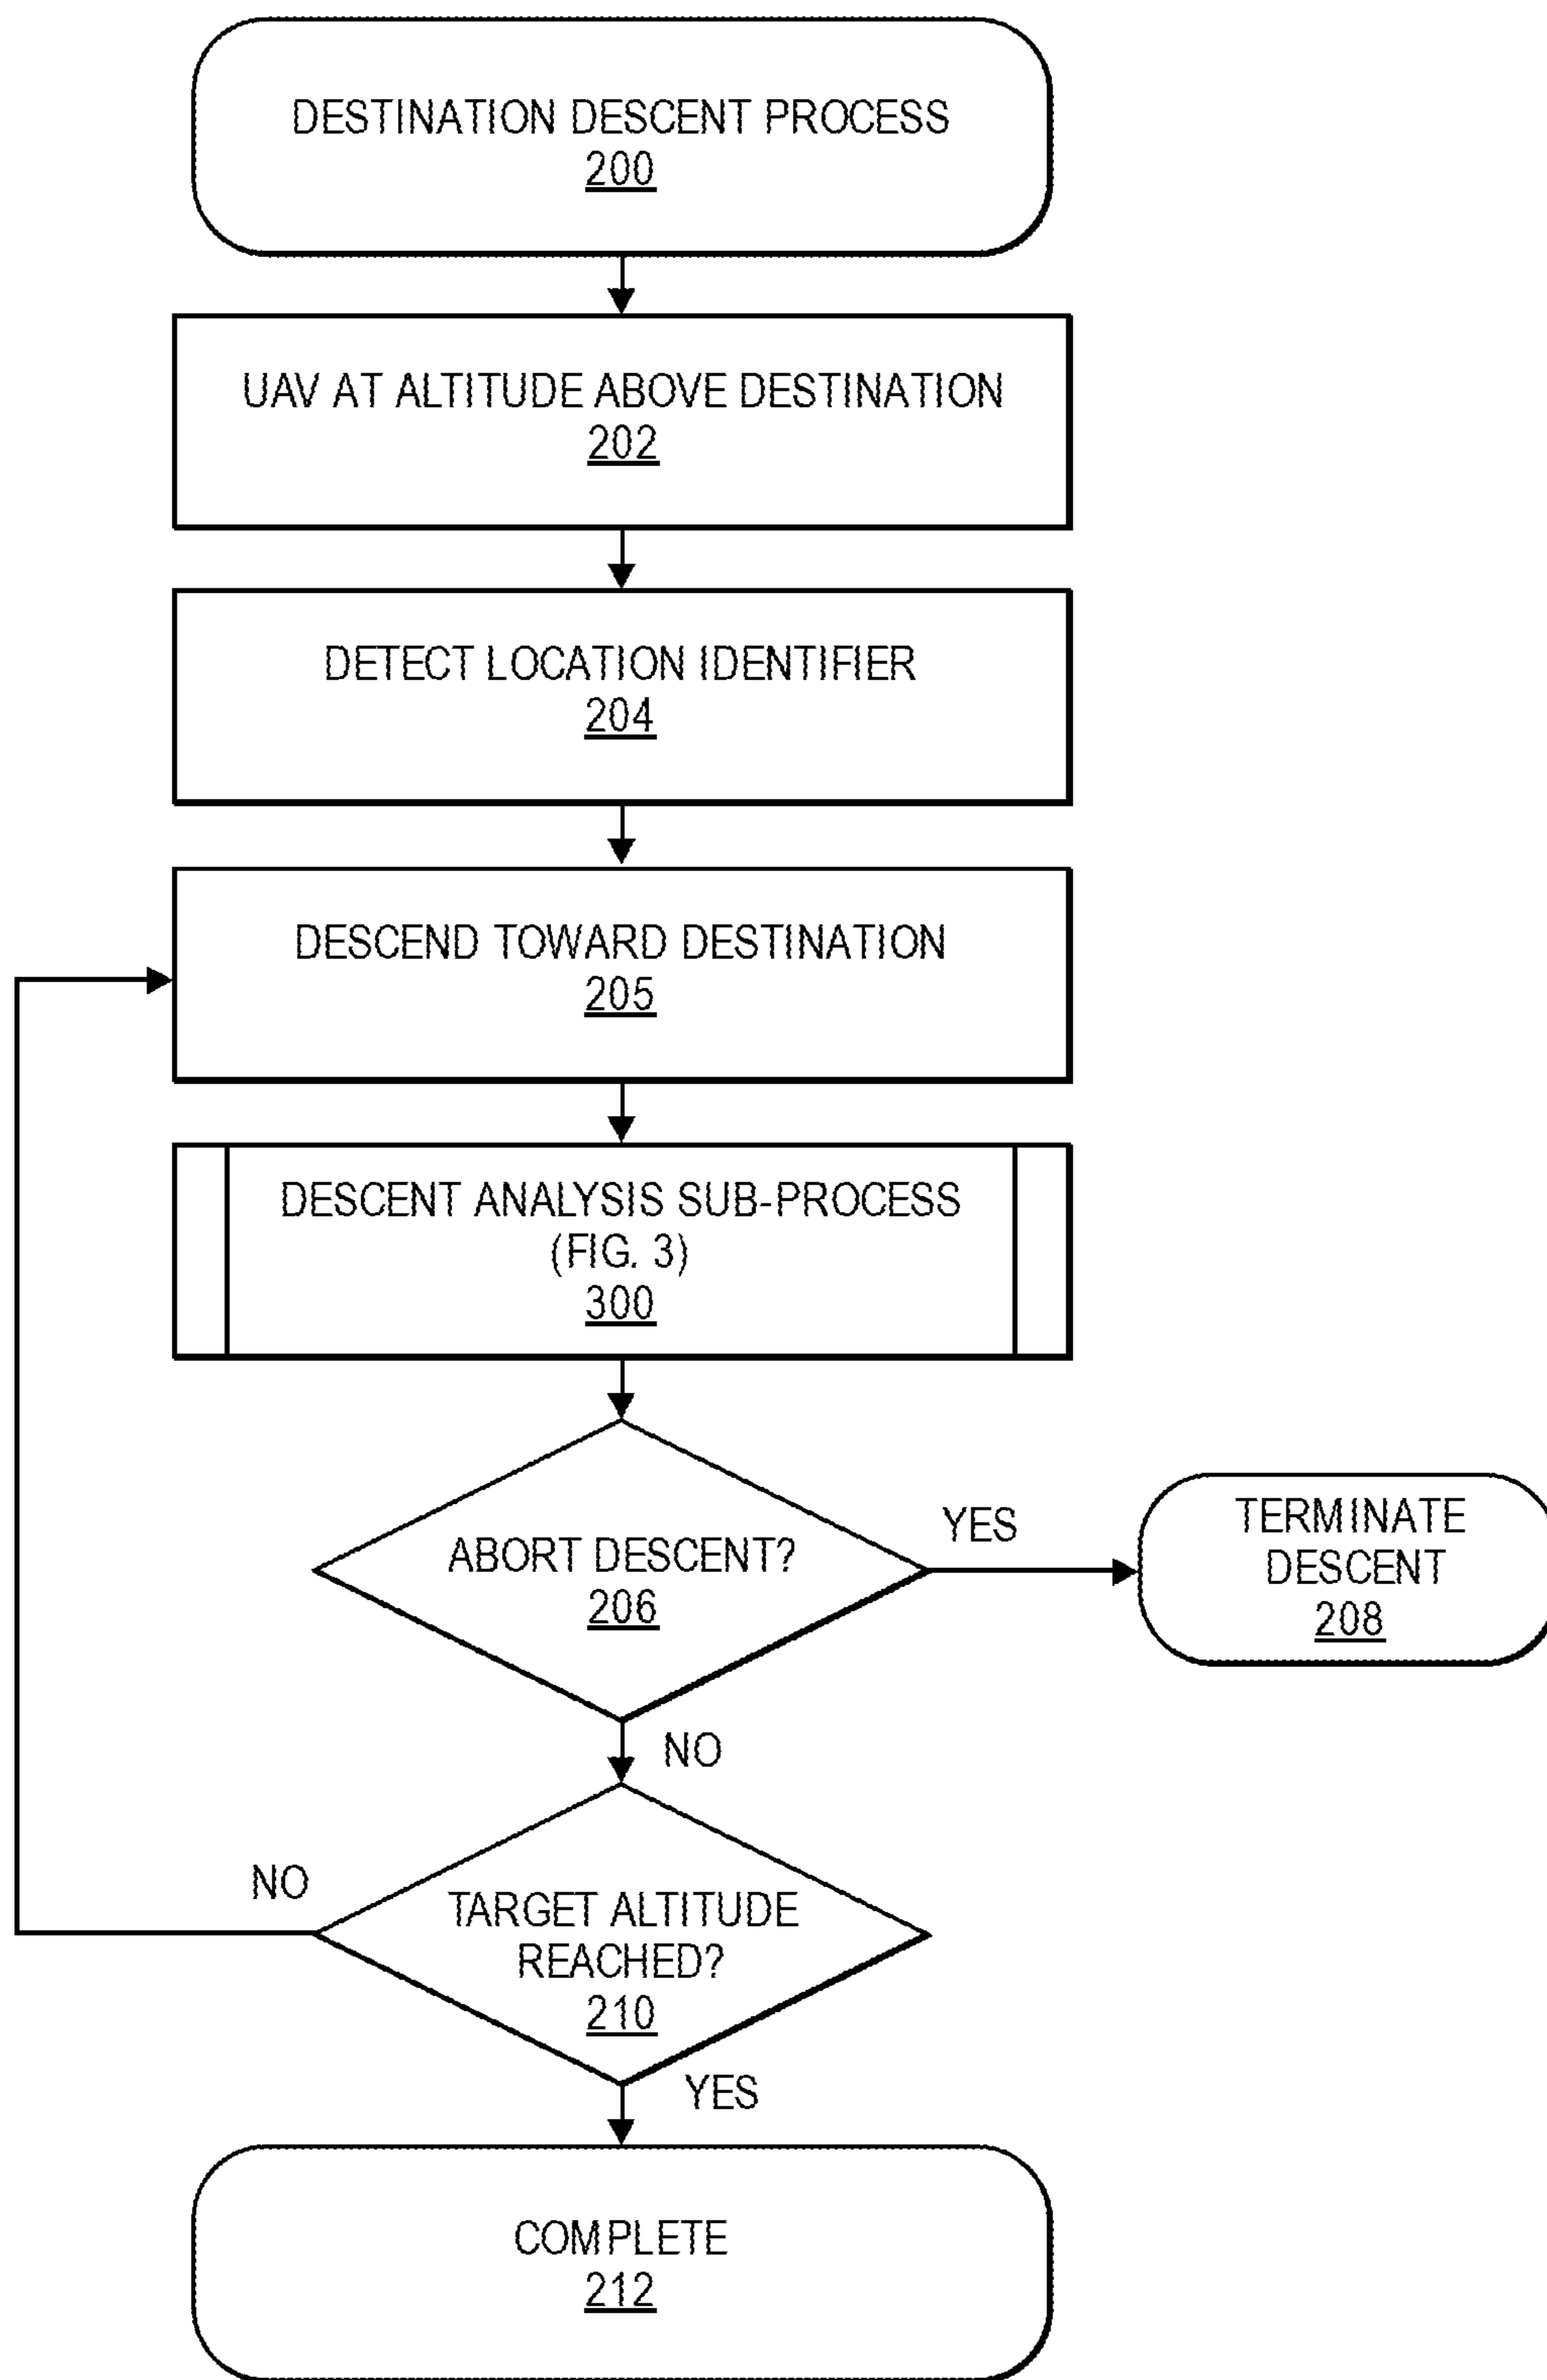 DESTINATION DESCENT PROCESS
200
UAV AT ALTITUDE ABOVE DESTINATION
202
DETECT LOCATION IDENTIFIER
204
DESCEND TOWARD DESTINATION
205
DESCENT ANALYSIS SUB-PROCESS
(FIG. 3)
300
ABORT DESCENT?
206
YES
TERMINATE
DESCENT
208
NO
TARGET ALTITUDE
REACHED?
210
NO
YES
COMPLETE
212